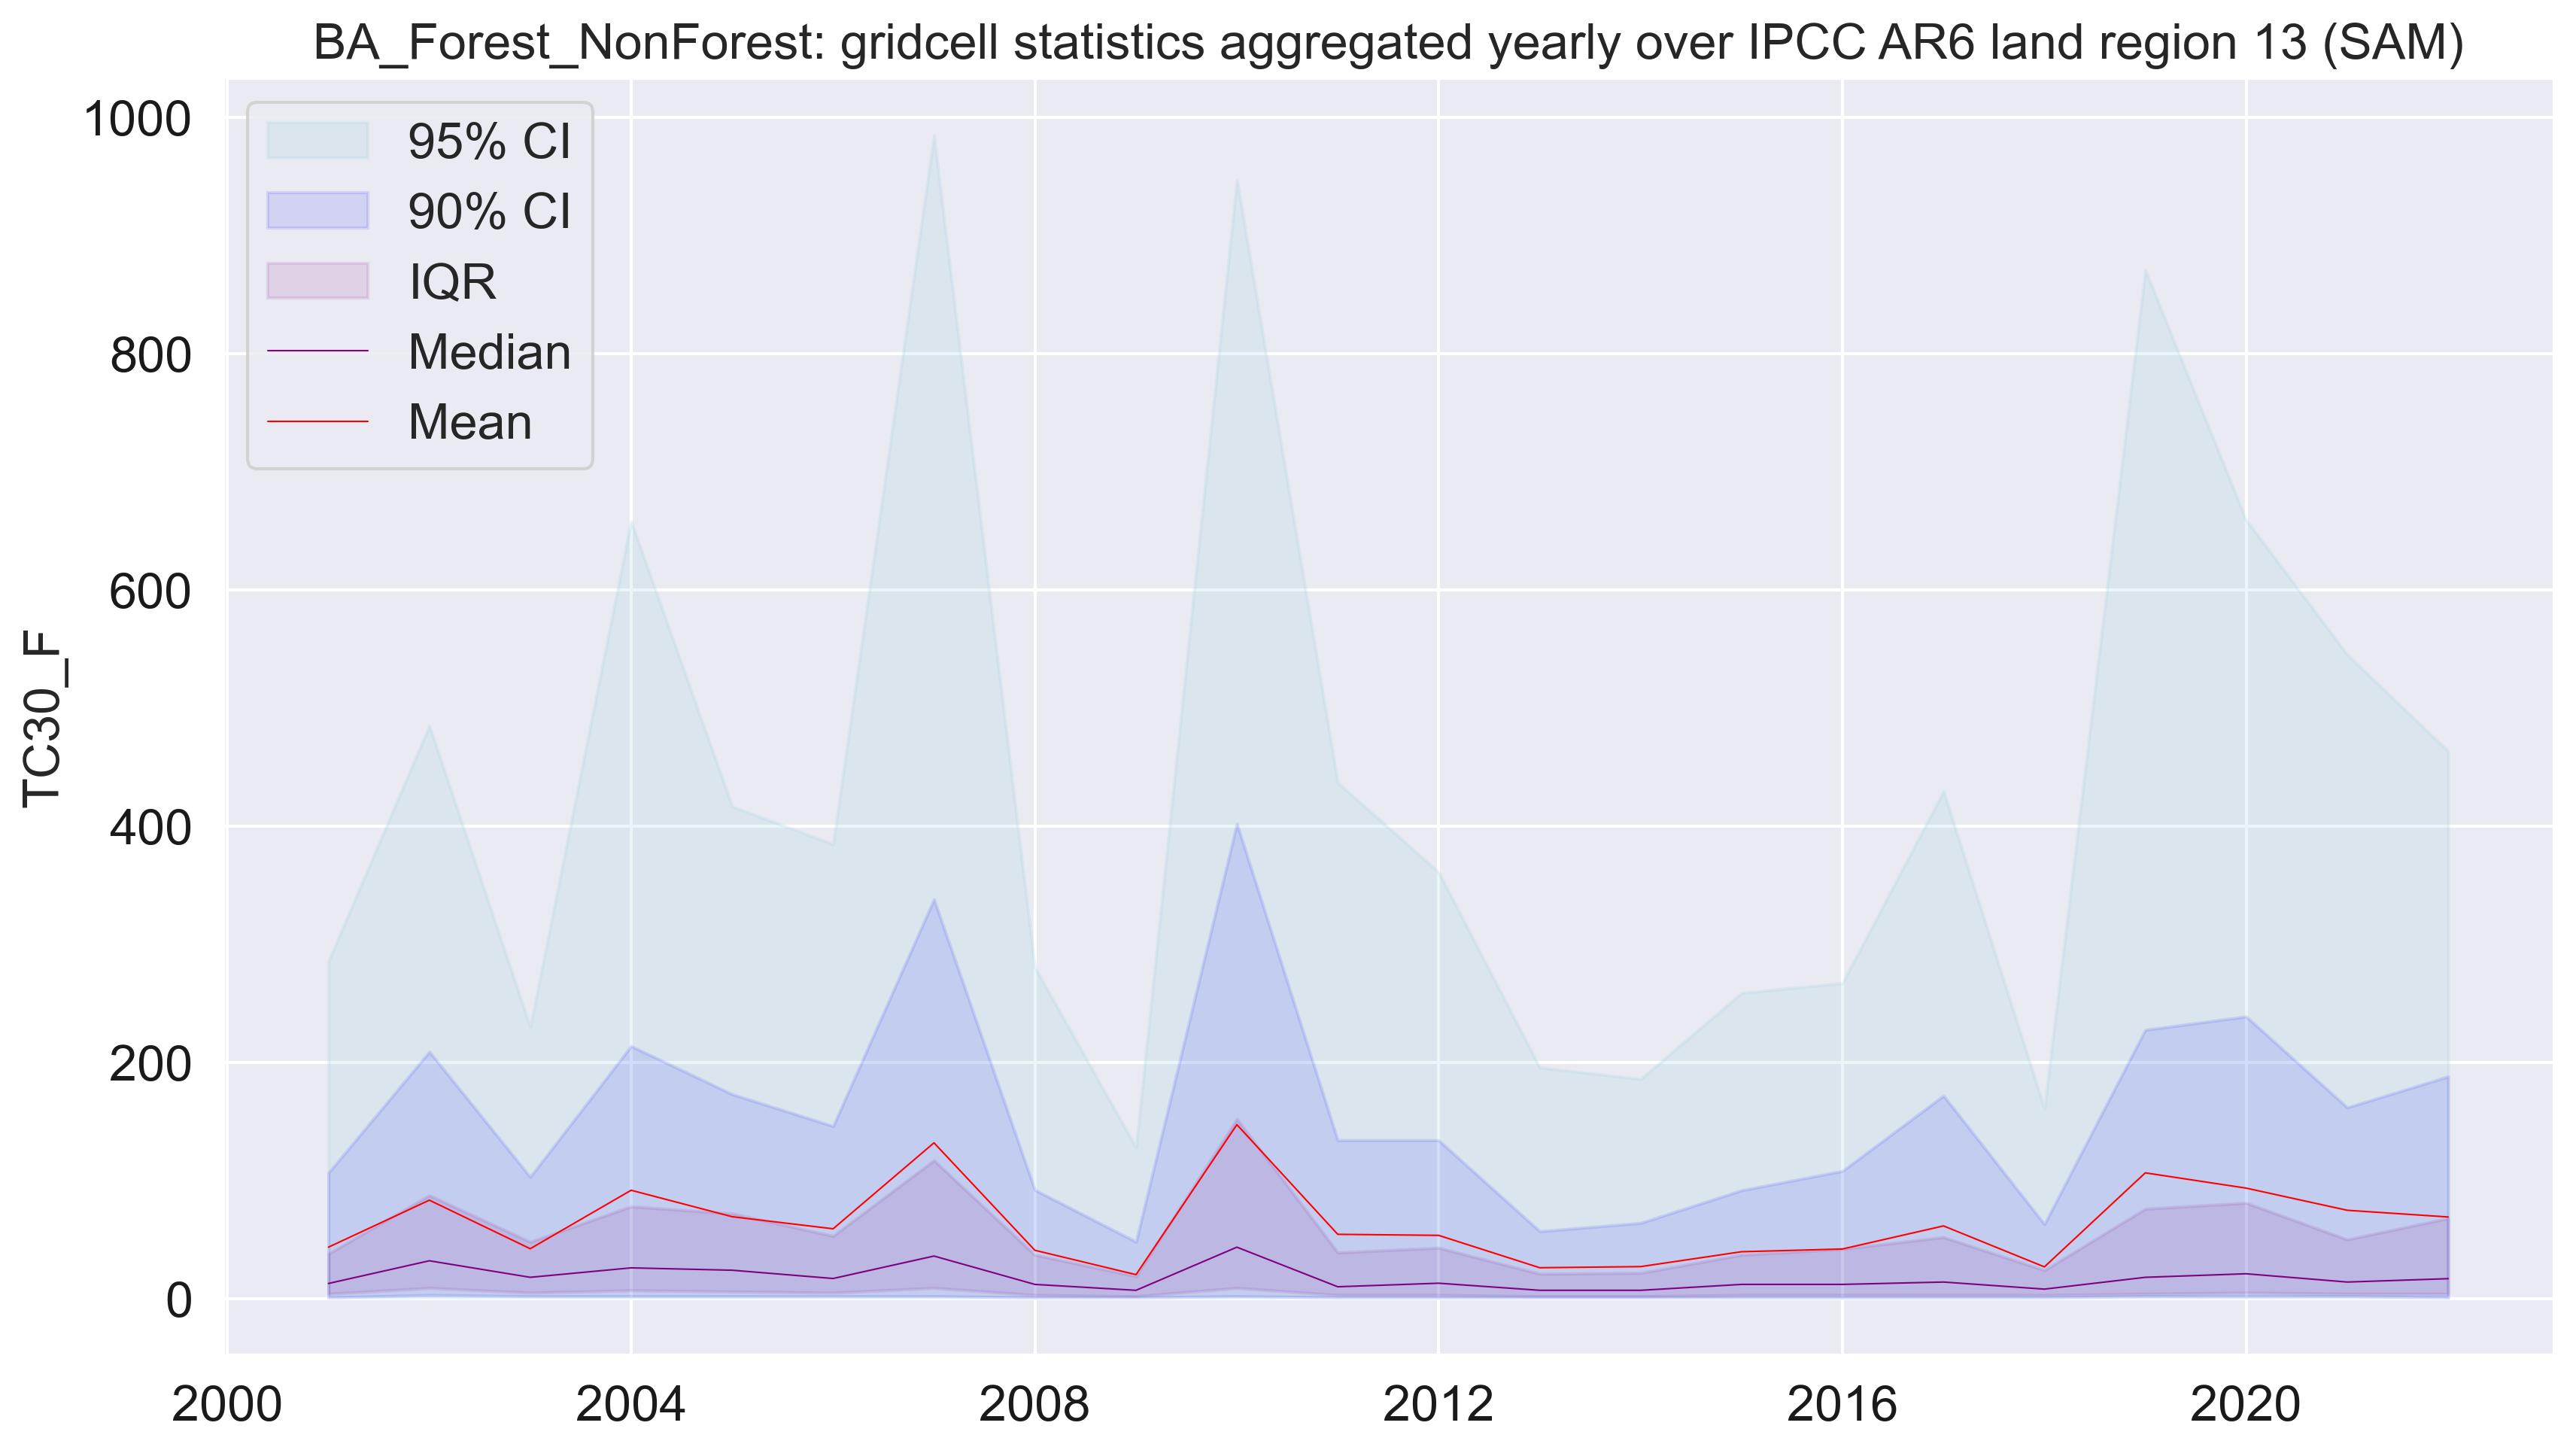 BA_Forest_NonForest: gridcell statistics aggregated yearly over IPCC AR6 land region 13 (SAM)
1000
800
600
400
200
0
TC30_F
95% CI
90% CI
IQR
Median
Mean
2000 2004 2008 2012 2016 2020